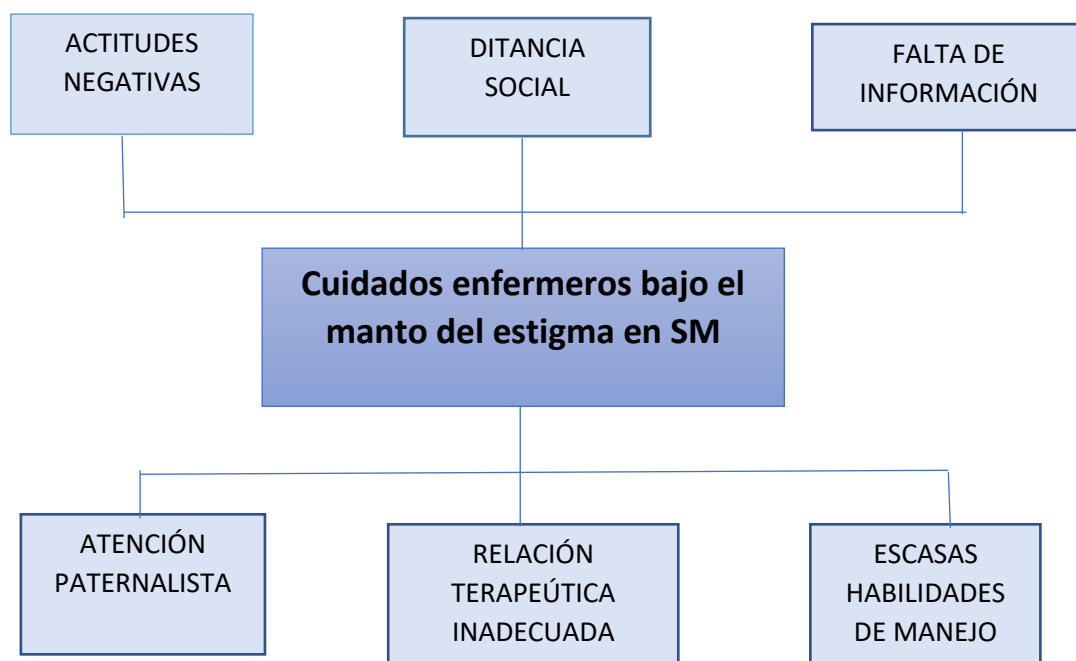 ACTITUDES
NEGATIVAS
DITANCIA
SOCIAL
FALTA DE
INFORMACIÓN
Cuidados enfermeros bajo el
manto del estigma en SM
ATENCIÓN
PATERNALISTA
RELACIÓN
TERAPEÚTICA
INADECUADA
ESCASAS
HABILIDADES
DE MANEJO